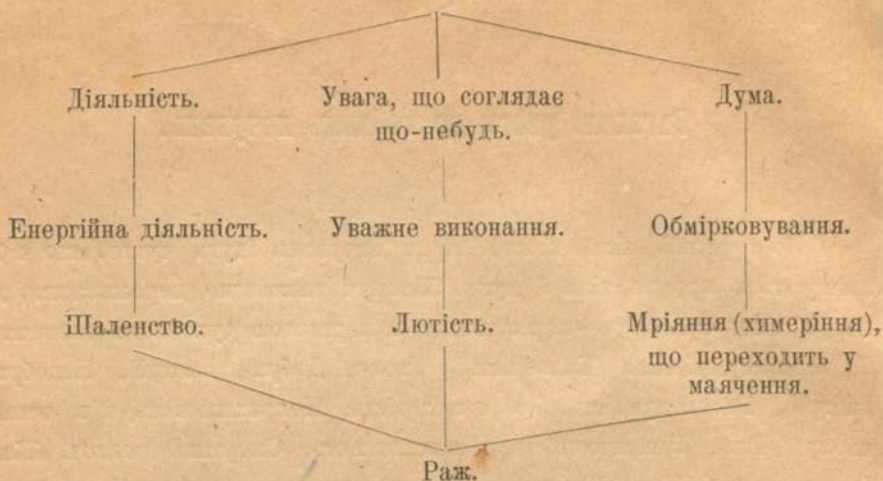 Діяльність. Увага, що соглядає Дума.
що-небудь.
Енергійна діяльність. Уважне виконання. Обмірковування.
Шаленство. Лютість. Мріяння (химеріння),
що переходить у
маячення.
Раж.